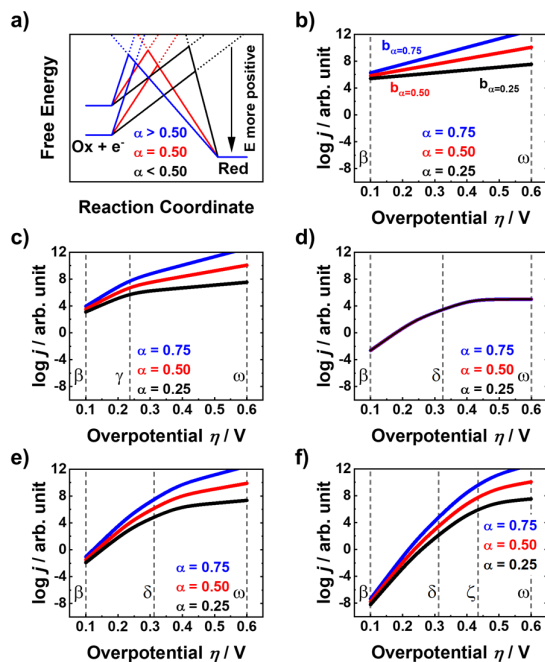 a)
Free Energy
Ox + e-
α > 0.50
α = 0.50
α < 0.50
Red
E more positive
Reaction Coordinate
b)
log j / arb. unit
12
8
4
0
-4
-8
bα=0.75
bα=0.50
bα=0.25
α = 0.75
α = 0.50
α = 0.25
β
ω
0.1 0.2 0.3 0.4 0.5 0.6
Overpotential η / V
c)
log j / arb. unit
12
8
4
0
-4
-8
α = 0.75
α = 0.50
α = 0.25
β
γ
ω
0.1 0.2 0.3 0.4 0.5 0.6
Overpotential η / V
d)
log j / arb. unit
12
8
4
0
-4
-8
α = 0.75
α = 0.50
α = 0.25
β
δ
ω
0.1 0.2 0.3 0.4 0.5 0.6
Overpotential η / V
e)
log j / arb. unit
12
8
4
0
-4
-8
α = 0.75
α = 0.50
α = 0.25
β
δ
ω
0.1 0.2 0.3 0.4 0.5 0.6
Overpotential η / V
f)
log j / arb. unit
12
8
4
0
-4
-8
α = 0.75
α = 0.50
α = 0.25
β
δ
ζ
ω
0.1 0.2 0.3 0.4 0.5 0.6
Overpotential η / V